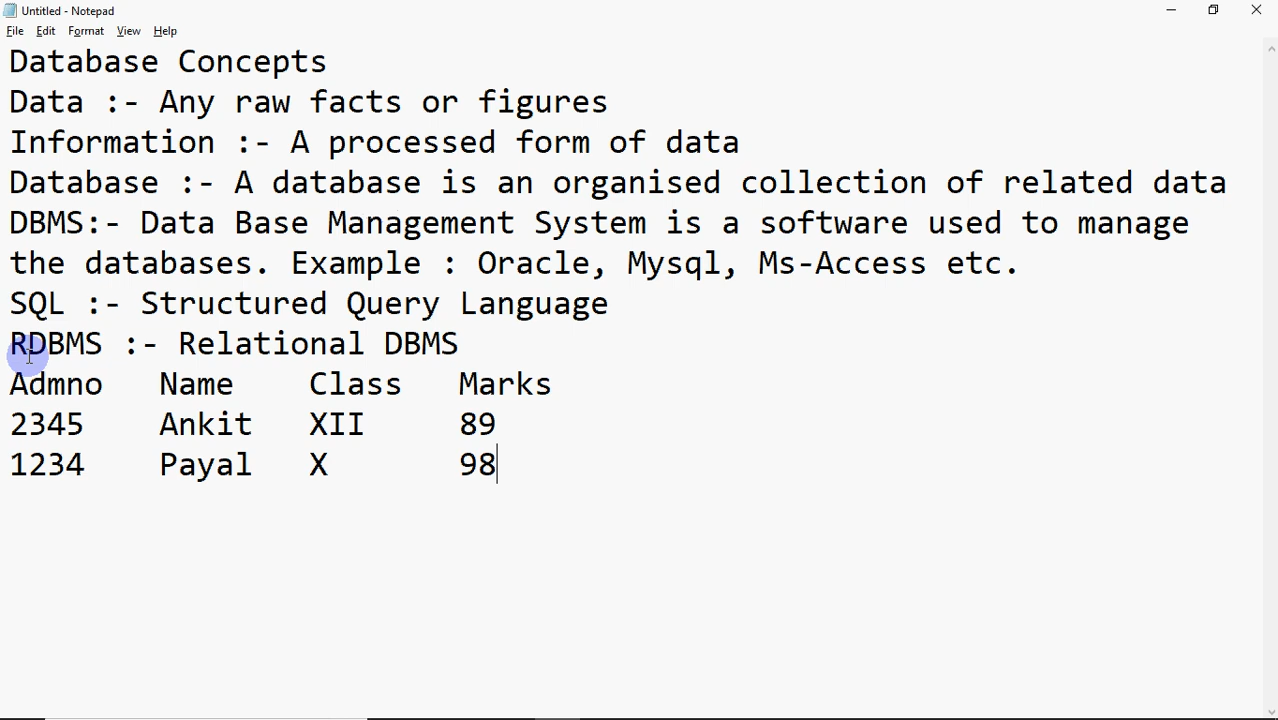 Untitled - Notepad
File Edit Format View Help
Database Concepts
Data :- Any raw facts or figures
Information :- A processed form of data
Database :- A database is an organised collection of related data
DBMS:- Data Base Management System is a software used to manage
the databases. Example : Oracle, Mysql, Ms-Access etc.
SQL :- Structured Query Language
RDBMS :- Relational DBMS
Admno Name Class Marks
2345 Ankit XII 89
1234 Payal X 98